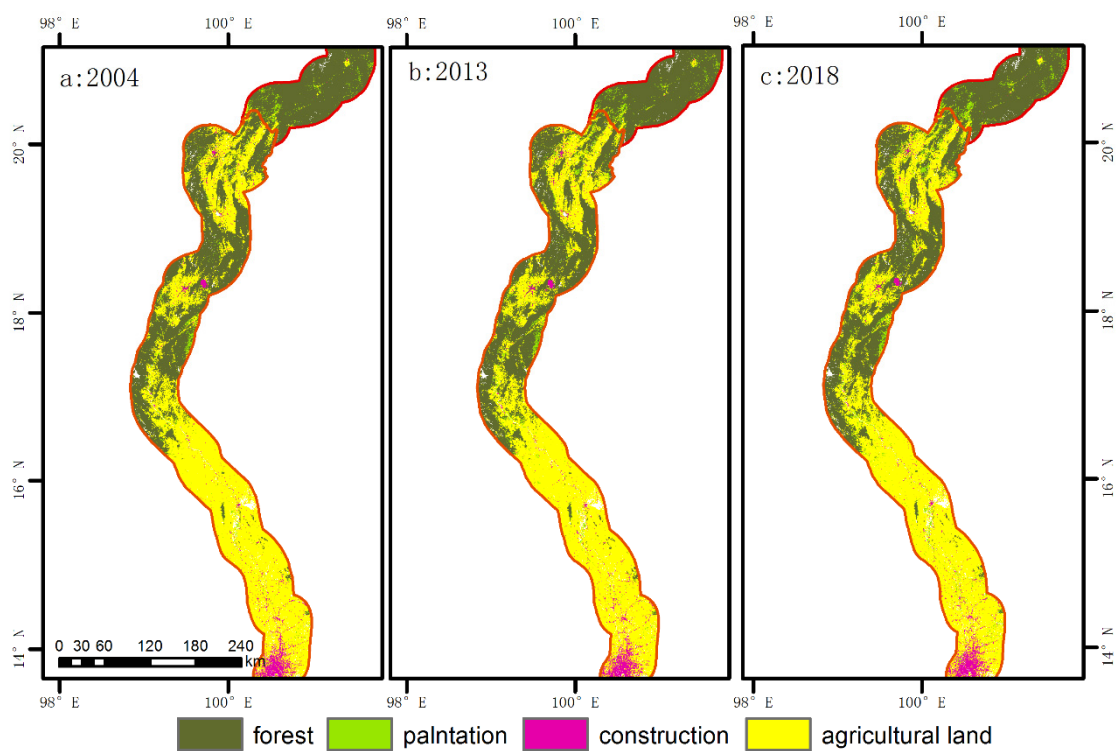 98° E 100° E 98° E 100° E 98° E 100° E
a:2004 b:2013 c:2018
20° N 20° N
18° N 18° N
16° N 16° N
14° N 14° N
0 30 60 120 180 240
km
98° E 100° E 98° E 100° E 98° E 100° E
forest palntation construction agricultural land